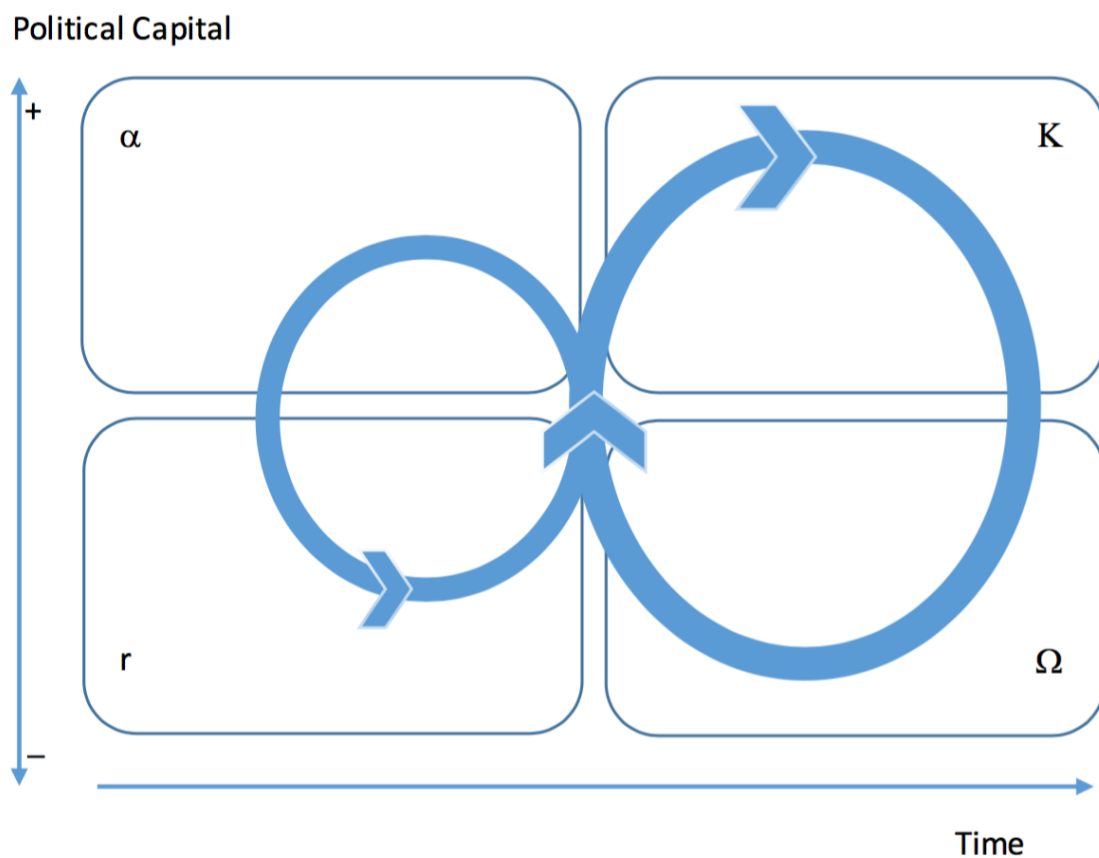 Political Capital
+
α
K
r
Ω
–
Time